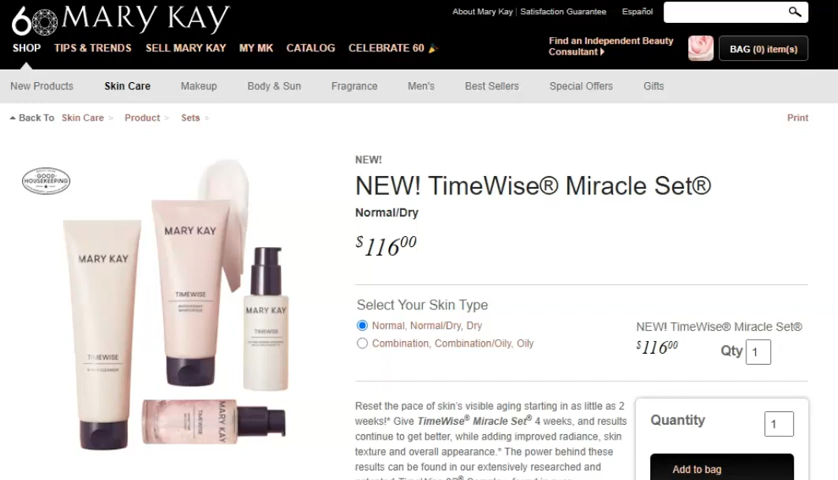 60 MARY KAY
About Mary Kay | Satisfaction Guarantee Español
SHOP TIPS & TRENDS SELL MARY KAY MY MK CATALOG CELEBRATE 60
Find an Independent Beauty
Consultant
BAG (0) item(s)
New Products Skin Care Makeup Body & Sun Fragrance Men's Best Sellers Special Offers Gifts
Back To Skin Care > Product > Sets >
Print
GOOD
HOUSEKEEPING
MARY KAY
TIMEWISE
MARY KAY
TIMEWISE
MARY KAY
TIMEWISE
MARY KAY
TIMEWISE
NEW!
NEW! TimeWise® Miracle Set®
Normal/Dry
$11600
Select Your Skin Type
Normal, Normal/Dry, Dry
Combination, Combination/Oily, Oily
NEW! TimeWise® Miracle Set®
$11600
Qty 1
Reset the pace of skin's visible aging starting in as little as 2
weeks!* Give TimeWise® Miracle Set® 4 weeks, and results
continue to get better, while adding improved radiance, skin
texture and overall appearance.* The power behind these
results can be found in our extensively researched and
Quantity 1
Add to bag